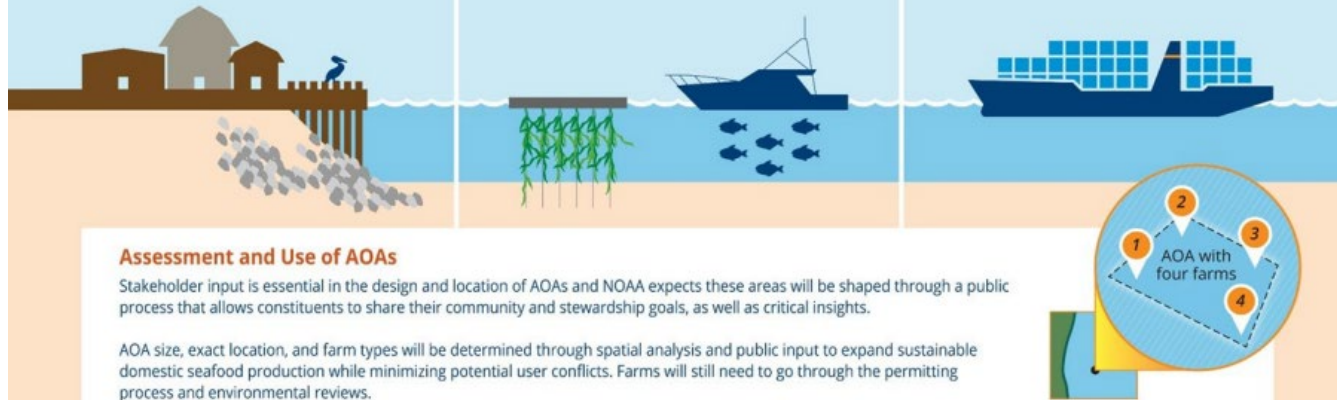 Assessment and Use of AOAs
Stakeholder input is essential in the design and location of AOAs and NOAA expects these areas will be shaped through a public
process that allows constituents to share their community and stewardship goals, as well as critical insights.
AOA size, exact location, and farm types will be determined through spatial analysis and public input to expand sustainable
domestic seafood production while minimizing potential user conflicts. Farms will still need to go through the permitting
process and environmental reviews.
1
2
3
AOA with
four farms
4